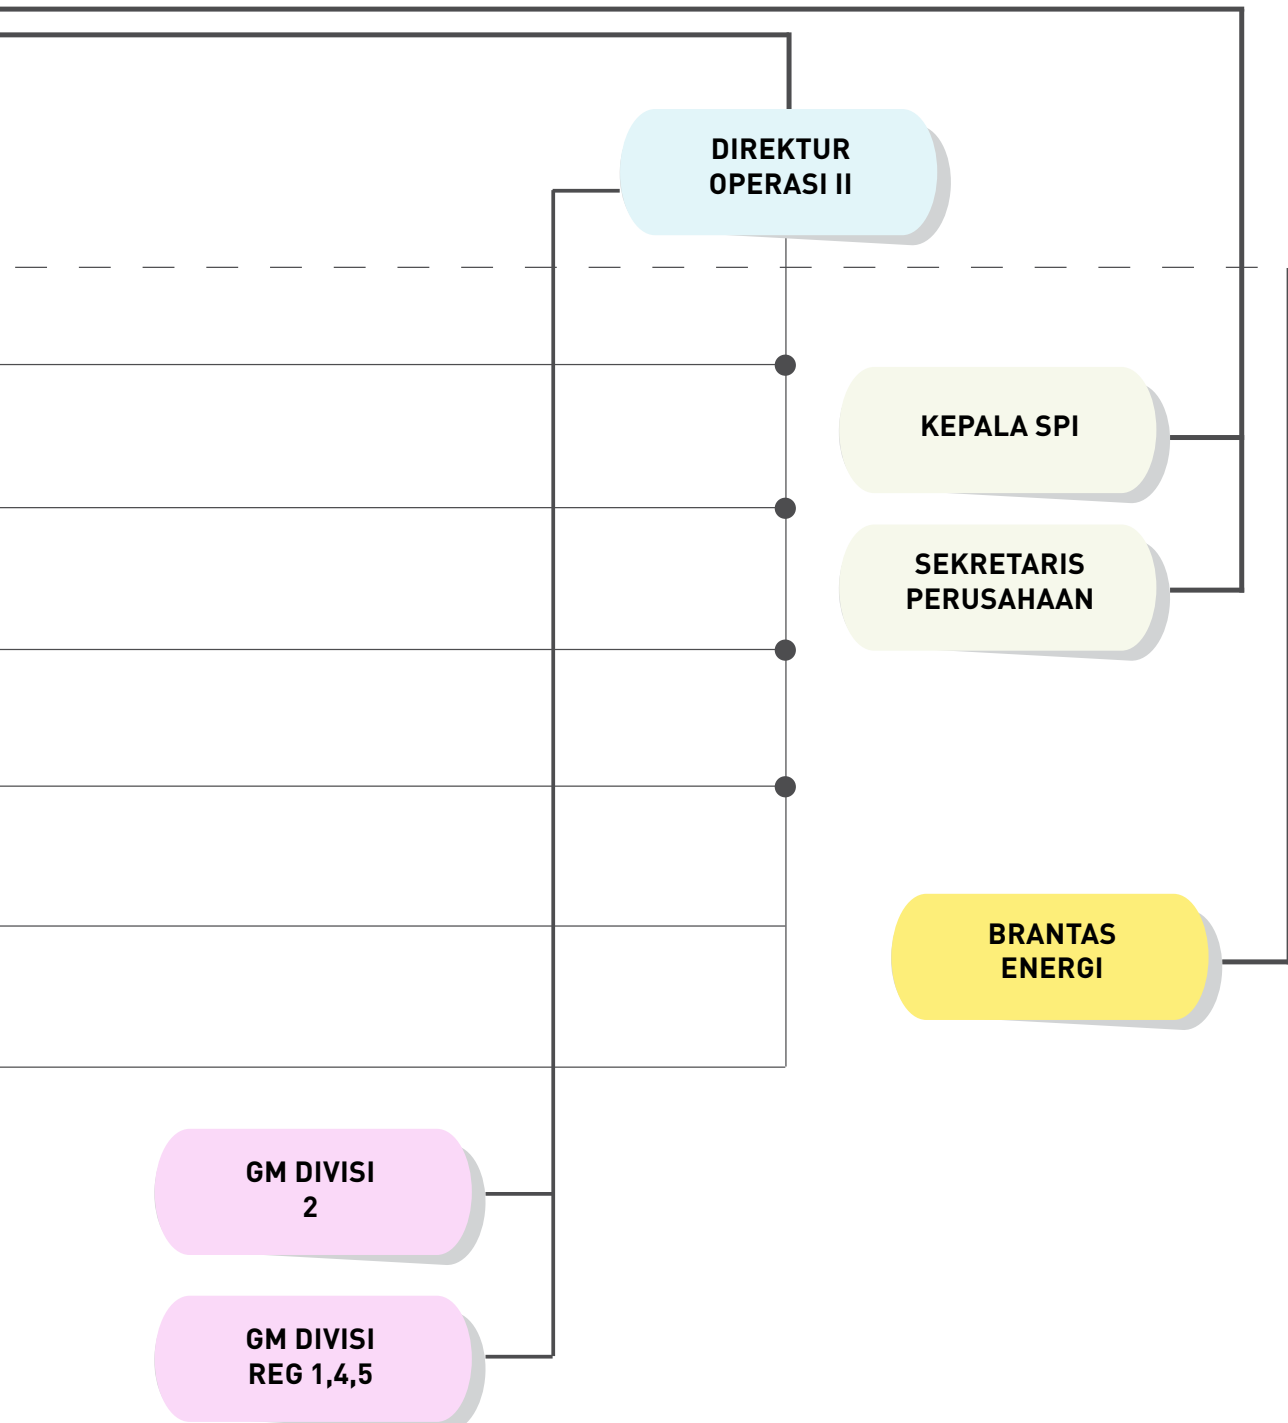 DIREKTUR
OPERASI II
KEPALA SPI
SEKRETARIS
PERUSAHAAN
BRANTAS
ENERGI
GM DIVISI
2
GM DIVISI
REG 1,4,5